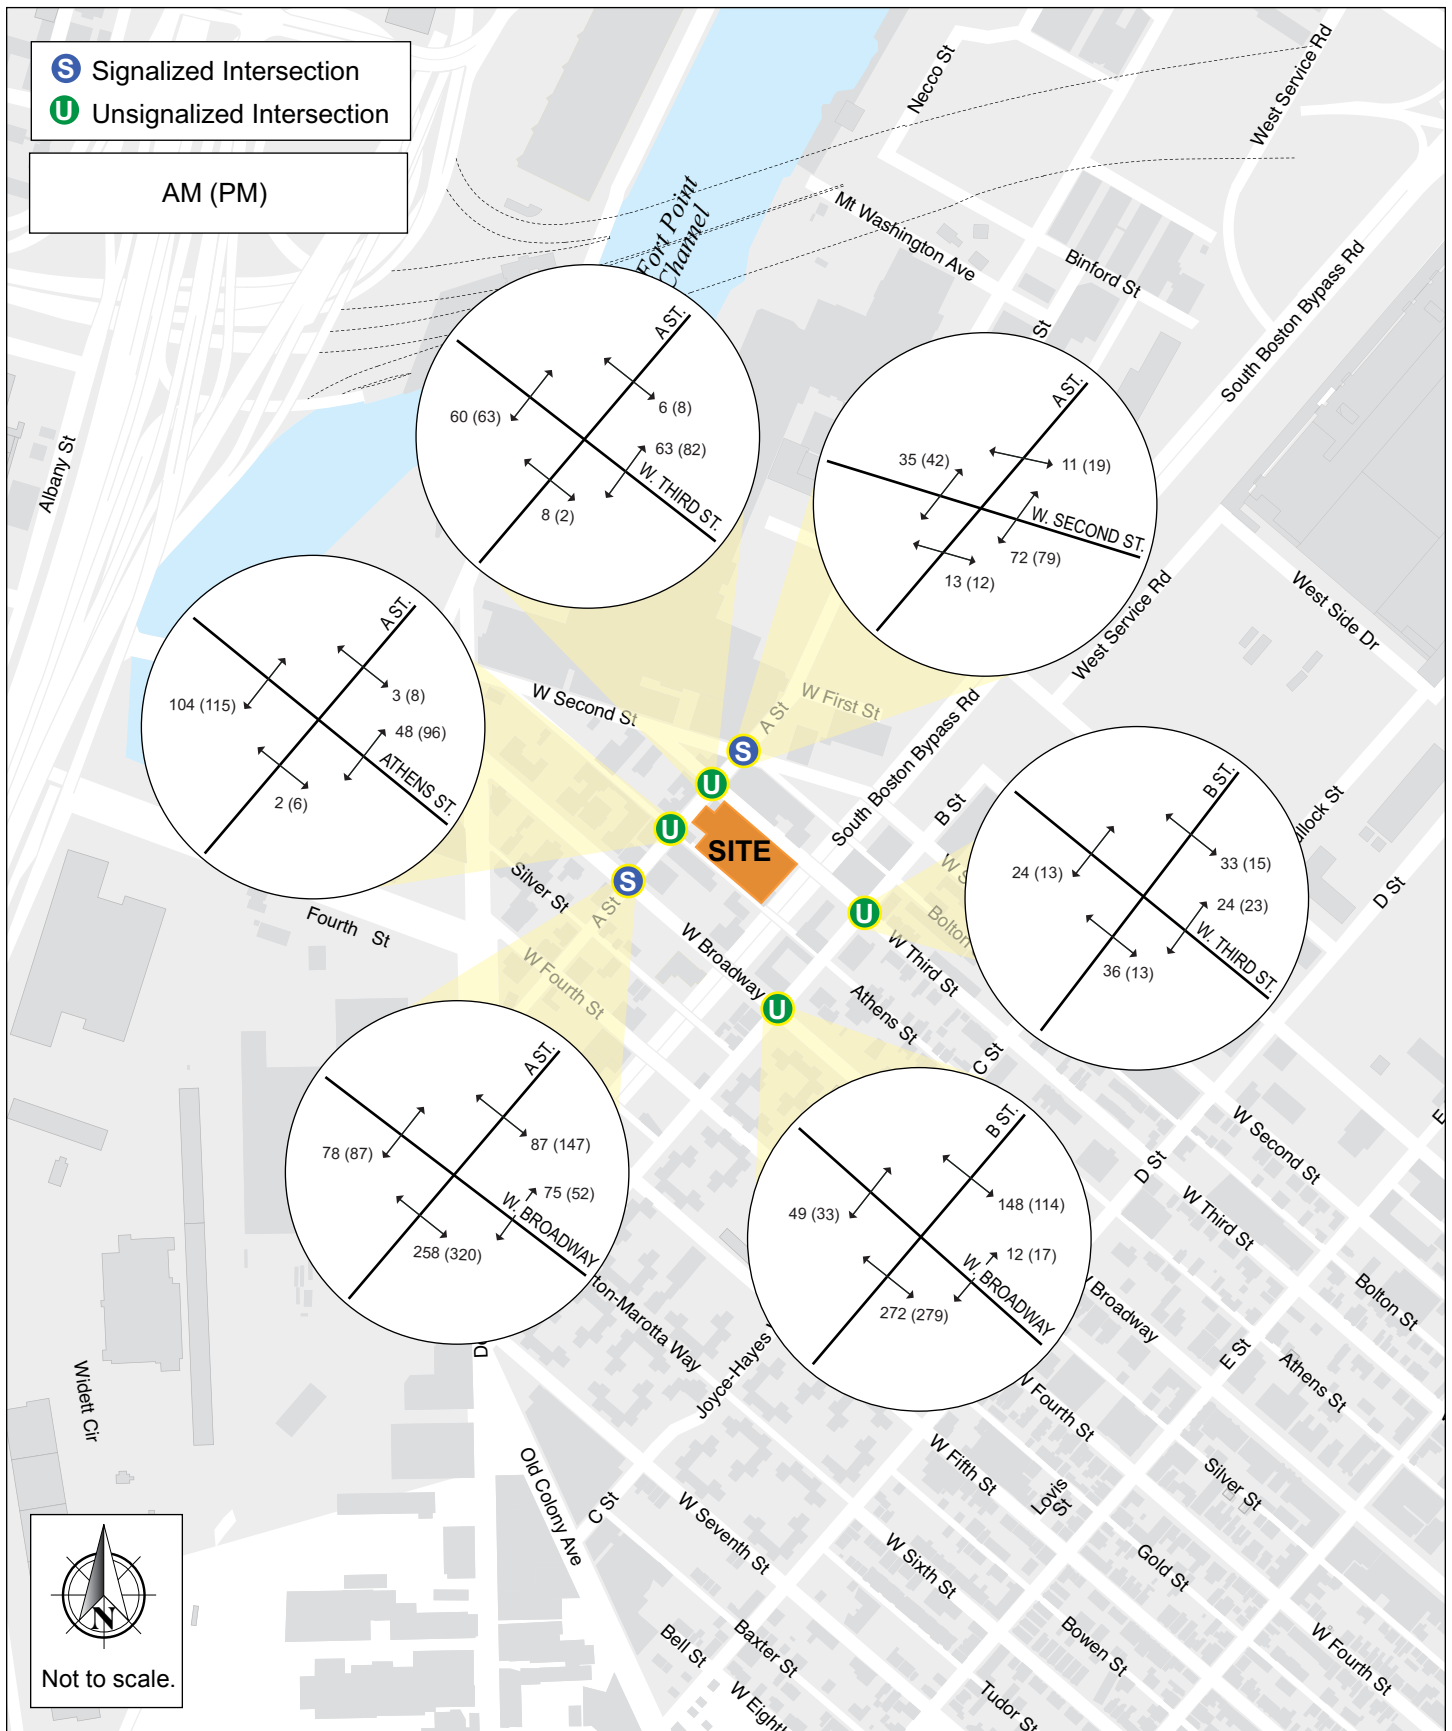 S Signalized Intersection
U Unsignalized Intersection
AM (PM)
Necco St
West Service Rd
Fort Point
Channel
Mt Washington Ave
Binford St
St
South Boston Bypass Rd
Albany St
A ST.
6 (8)
60 (63)
63 (82)
W. THIRD ST.
8 (2)
A ST.
35 (42)
11 (19)
W. SECOND ST.
72 (79)
13 (12)
West Side Dr
West Service Rd
A ST.
3 (8)
104 (115)
48 (96)
ATHENS ST.
2 (6)
W Second St
A St
W First St
South Boston Bypass Rd
S
U
U
SITE
S
U
U
B St
W S
Bolton
B ST.
33 (15)
24 (13)
24 (23)
W. THIRD ST.
36 (13)
llock St
D St
Silver St
A St
Fourth St
W Fourth St
W Broadway
W Third St
Athens St
C St
A ST.
87 (147)
78 (87)
75 (52)
W. BROADWAY
258 (320)
B ST.
148 (114)
49 (33)
12 (17)
W. BROADWAY
272 (279)
E
W Second St
D St
W Third St
Bolton St
Broadway
E St
Athens St
ton-Marotta Way
D
Joyce-Hayes
W Fourth St
Widett Cir
Old Colony Ave
C St
W Fifth St
Lovis
St
Silver St
W Seventh St
W Sixth St
Gold St
Bell St
Baxter St
Bowen St
W Fourth St
W Eighth
Tudor St
N
Not to scale.